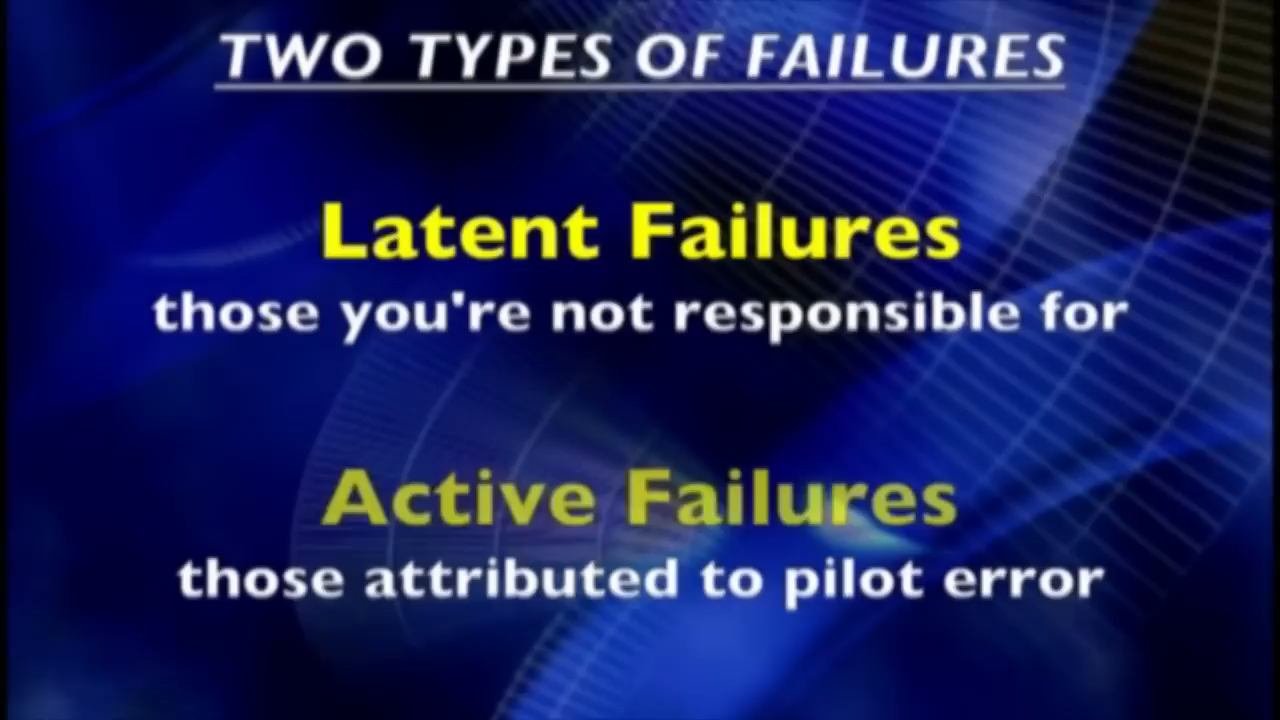 TWO TYPES OF FAILURES
Latent Failures
those you're not responsible for
Active Failures
those attributed to pilot error